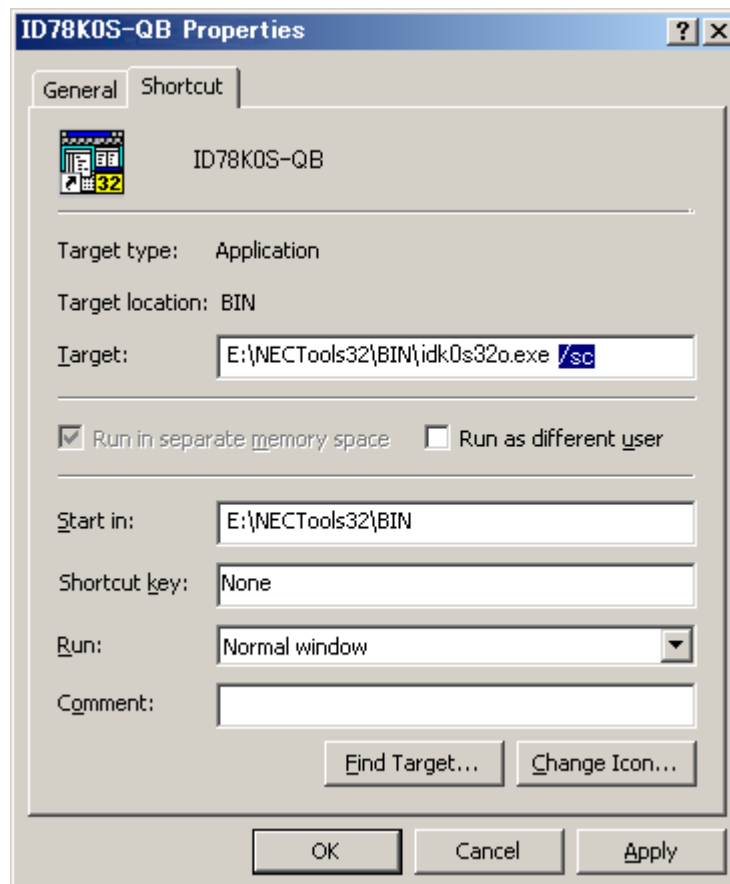 ID78K0S-QB Properties
General Shortcut
32
ID78K0S-QB
Target type: Application
Target location: BIN
Target: E:\NECTools32\BIN\idk0s32o.exe /sc
Run in separate memory space Run as different user
Start in: E:\NECTools32\BIN
Shortcut key: None
Run: Normal window
Comment:
Find Target... Change Icon...
OK Cancel Apply